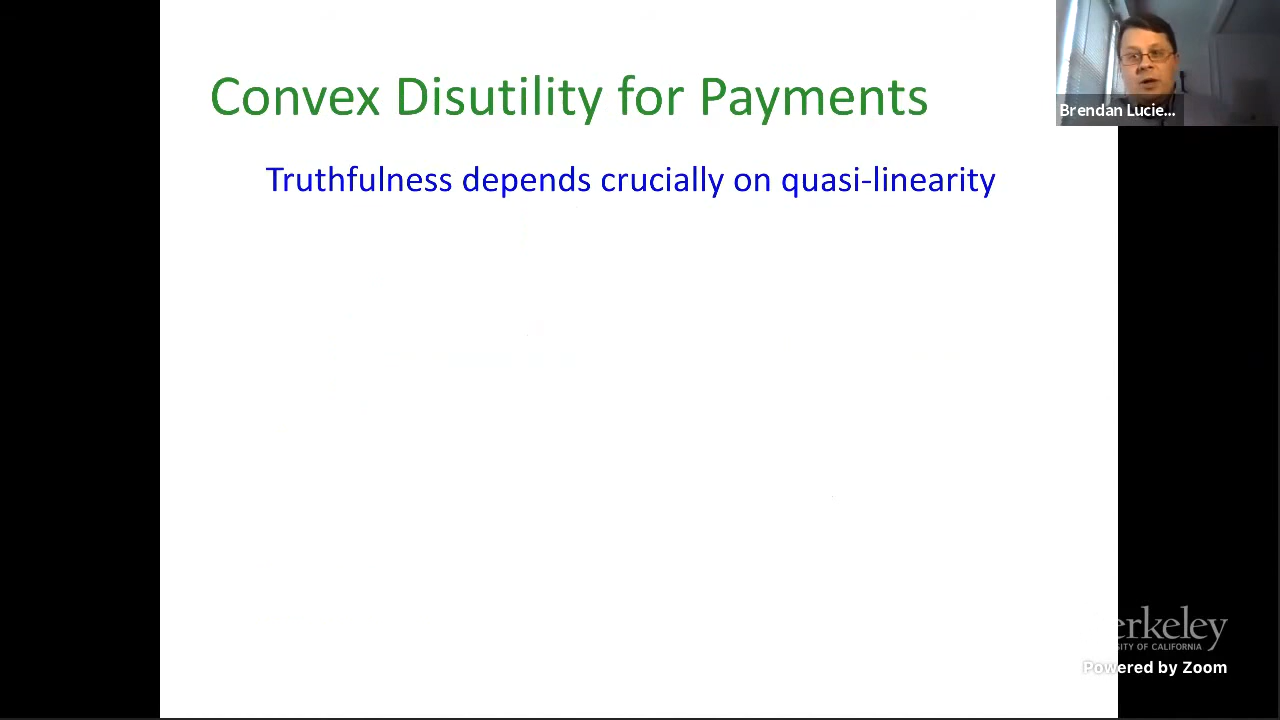 Convex Disutility for Payments
Brendan Lucie...
Truthfulness depends crucially on quasi-linearity
erkeley
SITY OF CALIFORNIA
Powered by Zoom